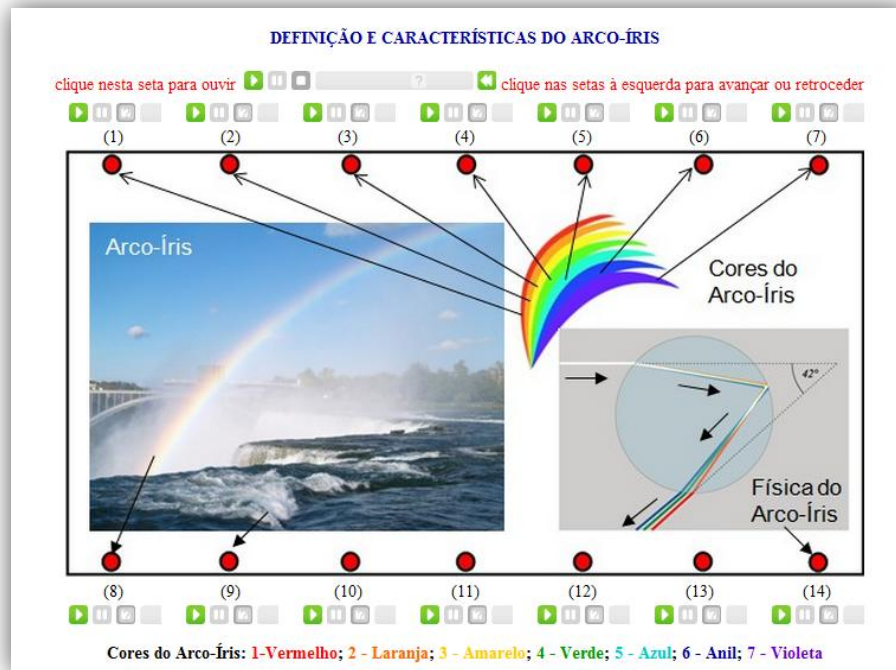 DEFINIÇÃO E CARACTERÍSTICAS DO ARCO-ÍRIS
clique nesta seta para ouvir ? clique nas setas à esquerda para avançar ou retroceder
(1) (2) (3) (4) (5) (6) (7)
Arco-Íris
Cores do
Arco-Íris
42º
Física do
Arco-Íris
(8) (9) (10) (11) (12) (13) (14)
Cores do Arco-Íris: 1-Vermelho; 2 - Laranja; 3 - Amarelo; 4 - Verde; 5 - Azul; 6 - Anil; 7 - Violeta